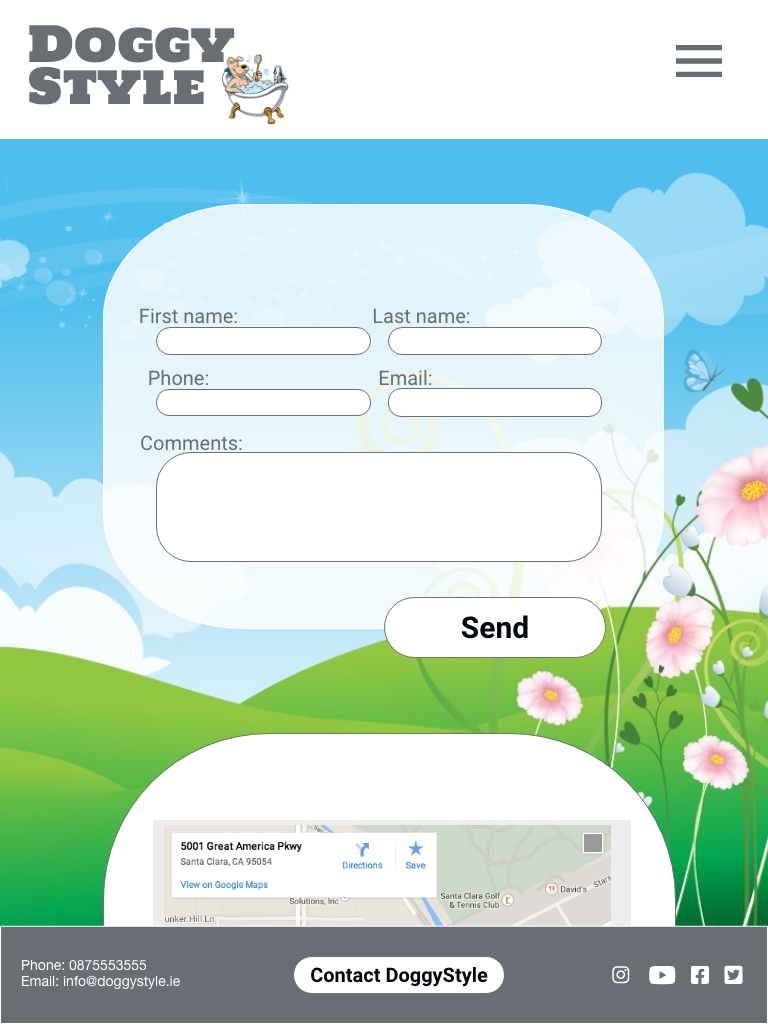 DOGGY
STYLE
First name:
Last name:
Phone:
Email:
Comments:
Send
5001 Great America Pkwy
Santa Clara, CA 95054
Directions
Save
View on Google Maps
Solutions, Inc
Santa Clara Golf
& Tennis Club
David's
Stars
unker Hill Ln
Phone: 0875553555
Email: info@doggystyle.ie
Contact DoggyStyle